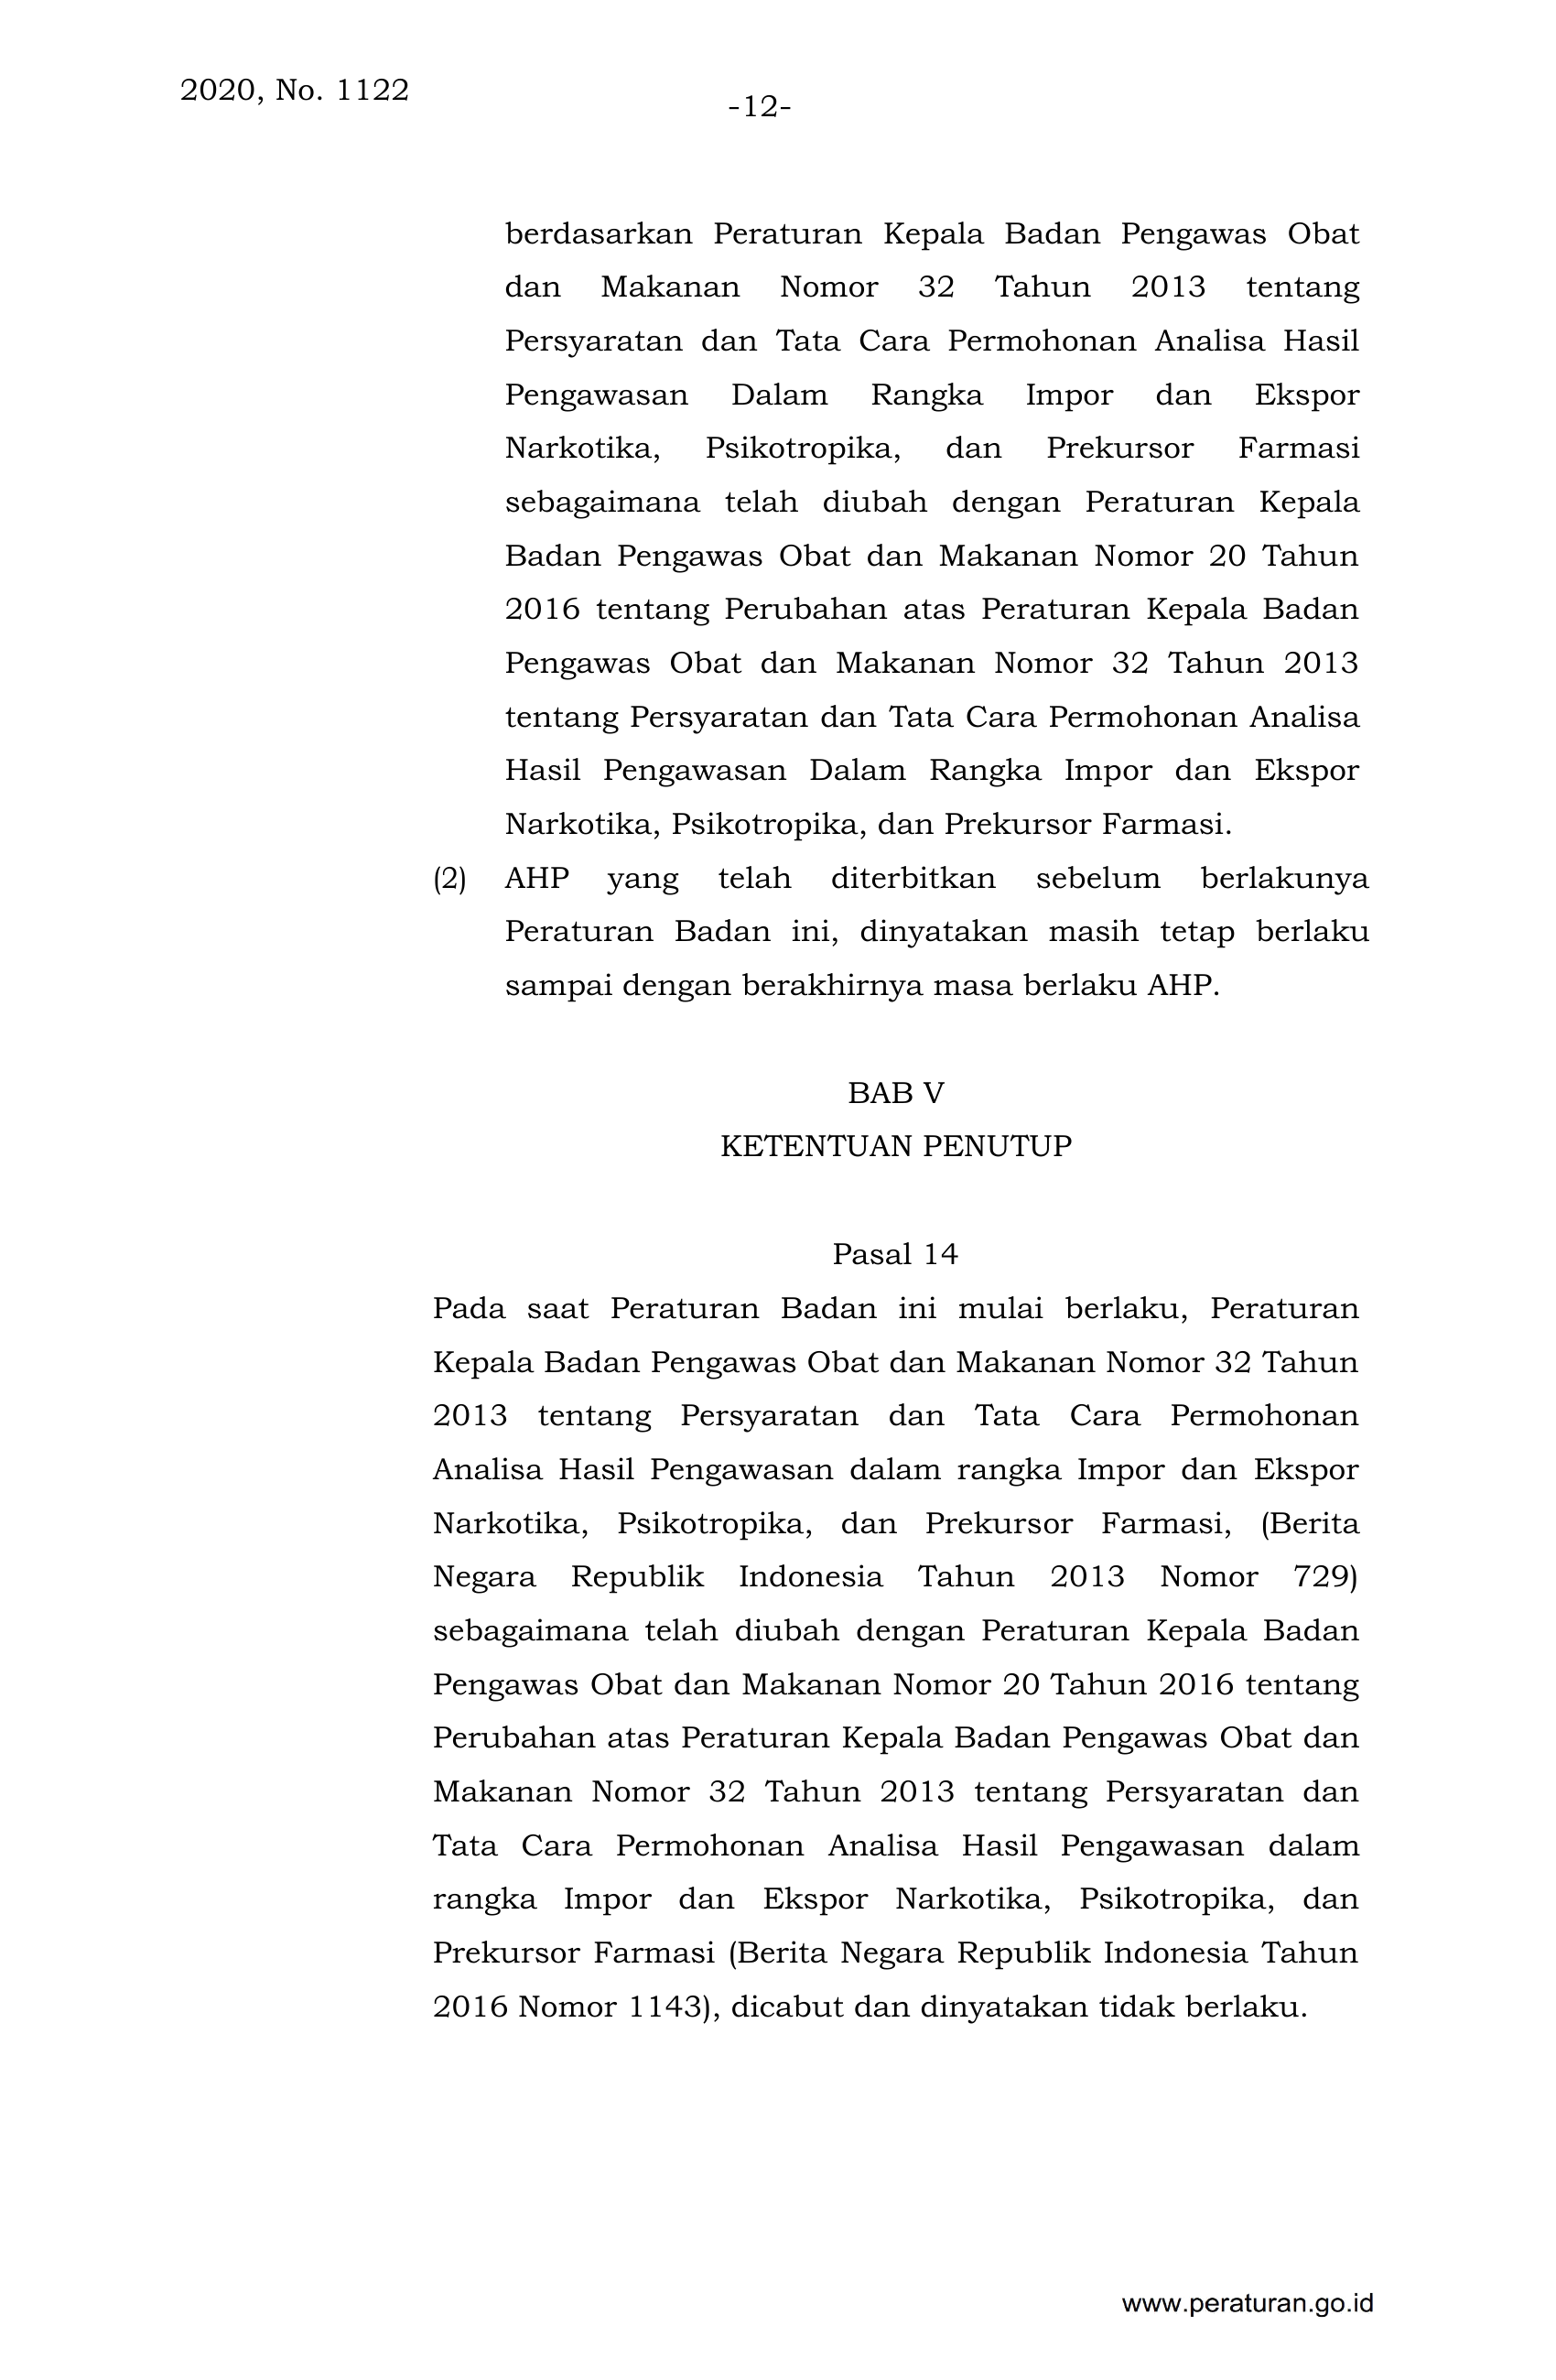 2020, No. 1122
-12-
berdasarkan Peraturan Kepala Badan Pengawas Obat
dan Makanan Nomor 32 Tahun 2013 tentang
Persyaratan dan Tata Cara Permohonan Analisa Hasil
Pengawasan Dalam Rangka Impor dan Ekspor
Narkotika, Psikotropika, dan Prekursor Farmasi
sebagaimana telah diubah dengan Peraturan Kepala
Badan Pengawas Obat dan Makanan Nomor 20 Tahun
2016 tentang Perubahan atas Peraturan Kepala Badan
Pengawas Obat dan Makanan Nomor 32 Tahun 2013
tentang Persyaratan dan Tata Cara Permohonan Analisa
Hasil Pengawasan Dalam Rangka Impor dan Ekspor
Narkotika, Psikotropika, dan Prekursor Farmasi.
(2) AHP yang telah diterbitkan sebelum berlakunya
Peraturan Badan ini, dinyatakan masih tetap berlaku
sampai dengan berakhirnya masa berlaku AHP.
BAB V
KETENTUAN PENUTUP
Pasal 14
Pada saat Peraturan Badan ini mulai berlaku, Peraturan
Kepala Badan Pengawas Obat dan Makanan Nomor 32 Tahun
2013 tentang Persyaratan dan Tata Cara Permohonan
Analisa Hasil Pengawasan dalam rangka Impor dan Ekspor
Narkotika, Psikotropika, dan Prekursor Farmasi, (Berita
Negara Republik Indonesia Tahun 2013 Nomor 729)
sebagaimana telah diubah dengan Peraturan Kepala Badan
Pengawas Obat dan Makanan Nomor 20 Tahun 2016 tentang
Perubahan atas Peraturan Kepala Badan Pengawas Obat dan
Makanan Nomor 32 Tahun 2013 tentang Persyaratan dan
Tata Cara Permohonan Analisa Hasil Pengawasan dalam
rangka Impor dan Ekspor Narkotika, Psikotropika, dan
Prekursor Farmasi (Berita Negara Republik Indonesia Tahun
2016 Nomor 1143), dicabut dan dinyatakan tidak berlaku.
www.peraturan.go.id